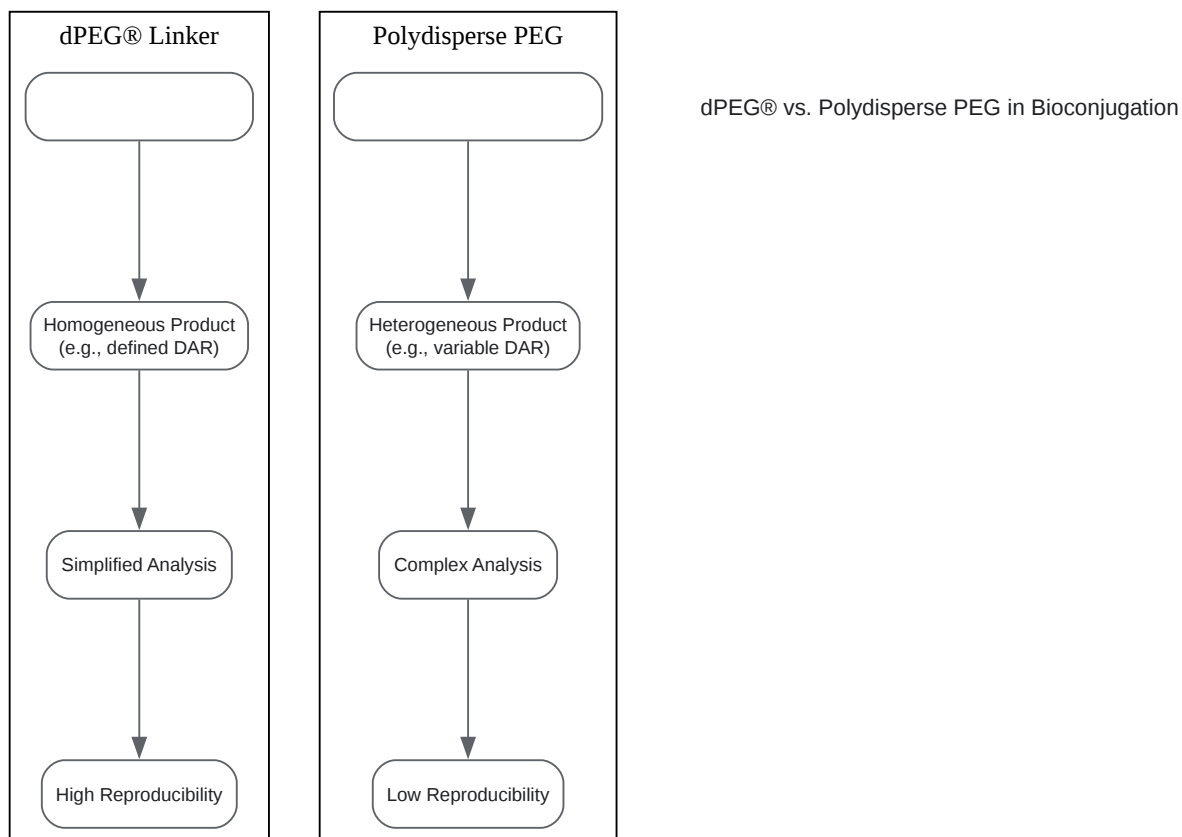 dPEG® Linker
Homogeneous Product
(e.g., defined DAR)
Simplified Analysis
High Reproducibility
Polydisperse PEG
Heterogeneous Product
(e.g., variable DAR)
Complex Analysis
Low Reproducibility
dPEG® vs. Polydisperse PEG in Bioconjugation